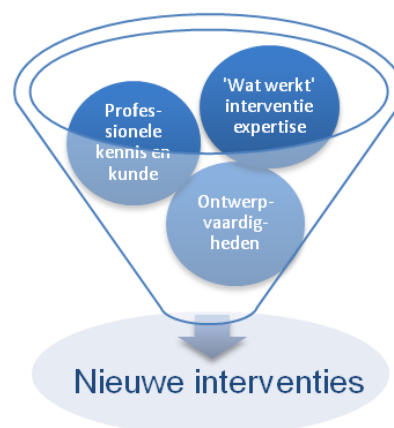 'Wat werkt'
interventie
expertise
Profes-
sionele
kennis en
kunde
Ontwerp-
vaardig-
heden
Nieuwe interventies